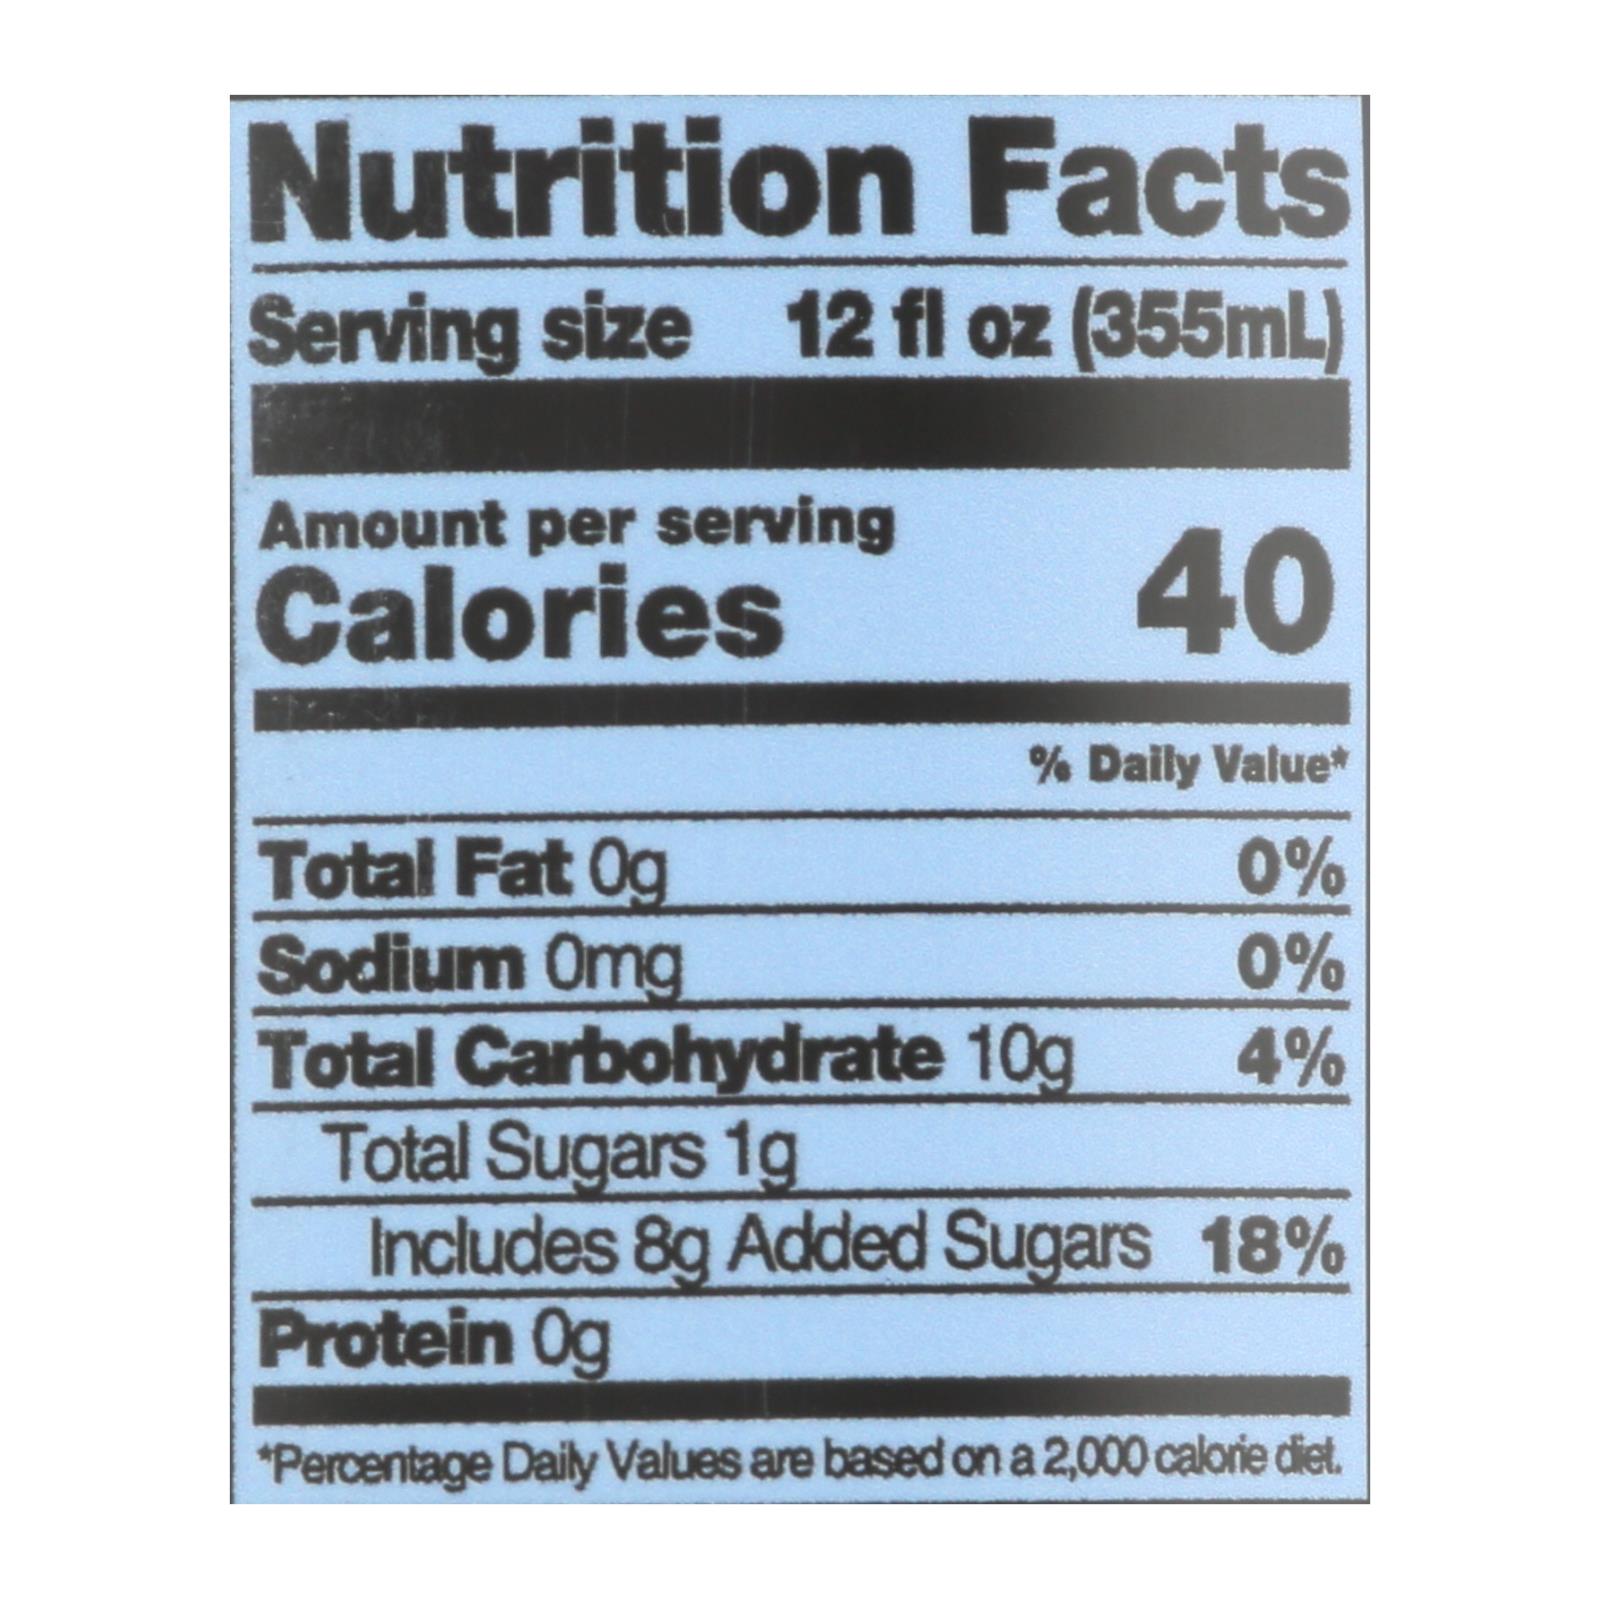 Nutrition Facts
Serving size 12 fl oz (355mL)
Amount per serving
Calories 40
% Daily Value*
Total Fat 0g 0%
Sodium 0mg 0%
Total Carbohydrate 10g 4%
Total Sugars 1g
Includes 8g Added Sugars 18%
Protein 0g
*Percentage Daily Values are based on a 2,000 calorie diet.